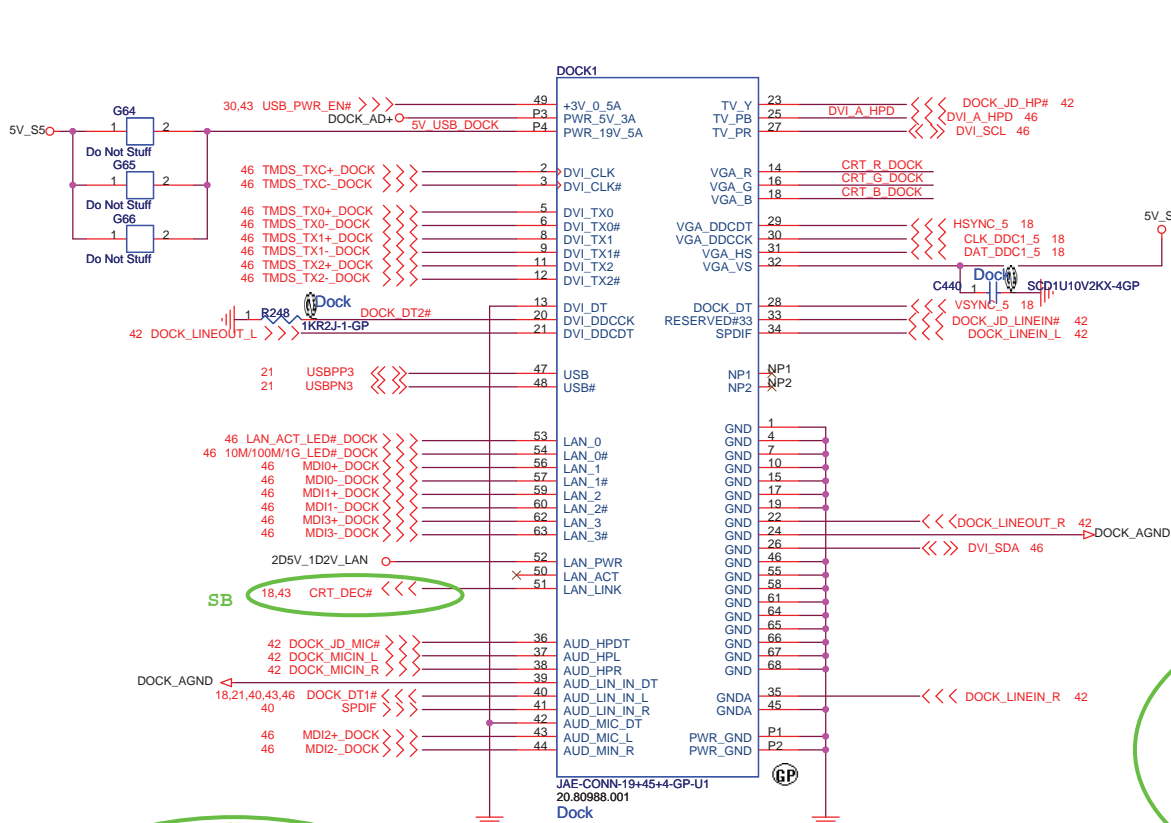 DOCK1
30,43 USB_PWR_EN# 49 +3V_0_5A TV_Y 23 DOCK_JD_HP# 42
DOCK_AD+ P3 PWR_5V_3A TV_PB 25 DVI_A_HPD DVI_A_HPD 46
5V_USB_DOCK P4 PWR_19V_5A TV_PR 27 DVI_SCL 46
5V_S5
G64
1 2
Do Not Stuff
G65
1 2
Do Not Stuff
G66
1 2
Do Not Stuff
46 TMDS_TXC+_DOCK 2 DVI_CLK VGA_R 14 CRT_R_DOCK
46 TMDS_TXC-_DOCK 3 DVI_CLK# VGA_G 16 CRT_G_DOCK
VGA_B 18 CRT_B_DOCK
46 TMDS_TX0+_DOCK 5 DVI_TX0
46 TMDS_TX0-_DOCK 6 DVI_TX0# VGA_DDCDT 29 HSYNC_5 18
46 TMDS_TX1+_DOCK 8 DVI_TX1 VGA_DDCCK 30 CLK_DDC1_5 18
46 TMDS_TX1-_DOCK 9 DVI_TX1# VGA_HS 31 DAT_DDC1_5 18
46 TMDS_TX2+_DOCK 11 DVI_TX2 VGA_VS 32
46 TMDS_TX2-_DOCK 12 DVI_TX2#
5V_S
Dock
C440 1 SCD1U10V2KX-4GP
Dock
13 DVI_DT DOCK_DT 28 VSYNC_5 18
1 R248 DOCK_DT2# 20 DVI_DDCCK RESERVED#33 33 DOCK_JD_LINEIN# 42
1KR2J-1-GP
42 DOCK_LINEOUT_L 21 DVI_DDCDT SPDIF 34 DOCK_LINEIN_L 42
21 USBPP3 47 USB NP1 NP1
21 USBPN3 48 USB# NP2 NP2
GND 1
46 LAN_ACT_LED#_DOCK 53 LAN_0 GND 4
46 10M/100M/1G_LED#_DOCK 54 LAN_0# GND 7
46 MDI0+_DOCK 56 LAN_1 GND 10
46 MDI0-_DOCK 57 LAN_1# GND 15
46 MDI1+_DOCK 59 LAN_2 GND 17
46 MDI1-_DOCK 60 LAN_2# GND 19
46 MDI3+_DOCK 62 LAN_3 GND 22 DOCK_LINEOUT_R 42
46 MDI3-_DOCK 63 LAN_3# GND 24 DOCK_AGND
GND 26 DVI_SDA 46
2D5V_1D2V_LAN 52 LAN_PWR GND 46
50 LAN_ACT GND 55
SB 18,43 CRT_DEC# 51 LAN_LINK GND 58
GND 61
GND 64
GND 65
42 DOCK_JD_MIC# 36 AUD_HPDT GND 66
42 DOCK_MICIN_L 37 AUD_HPL GND 67
42 DOCK_MICIN_R 38 AUD_HPR GND 68
DOCK_AGND 39 AUD_LIN_IN_DT
18,21,40,43,46 DOCK_DT1# 40 AUD_LIN_IN_L GNDA 35 DOCK_LINEIN_R 42
40 SPDIF 41 AUD_LIN_IN_R GNDA 45
42 AUD_MIC_DT
46 MDI2+_DOCK 43 AUD_MIC_L PWR_GND P1
46 MDI2-_DOCK 44 AUD_MIN_R PWR_GND P2
GP
JAE-CONN-19+45+4-GP-U1
20.80988.001
Dock